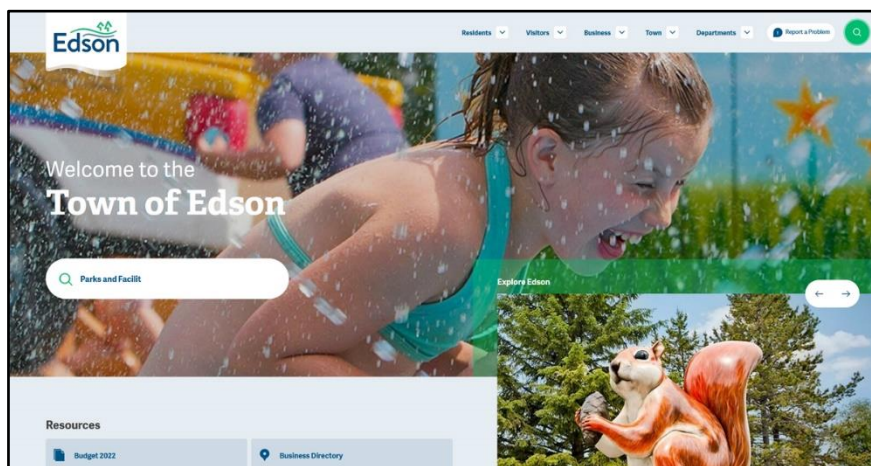 Edson
Residents
Visitors
Business
Town
Departments
Report a Problem
Welcome to the
Town of Edson
Parks and Facilit
Explore Edson
Resources
Budget 2022
Business Directory